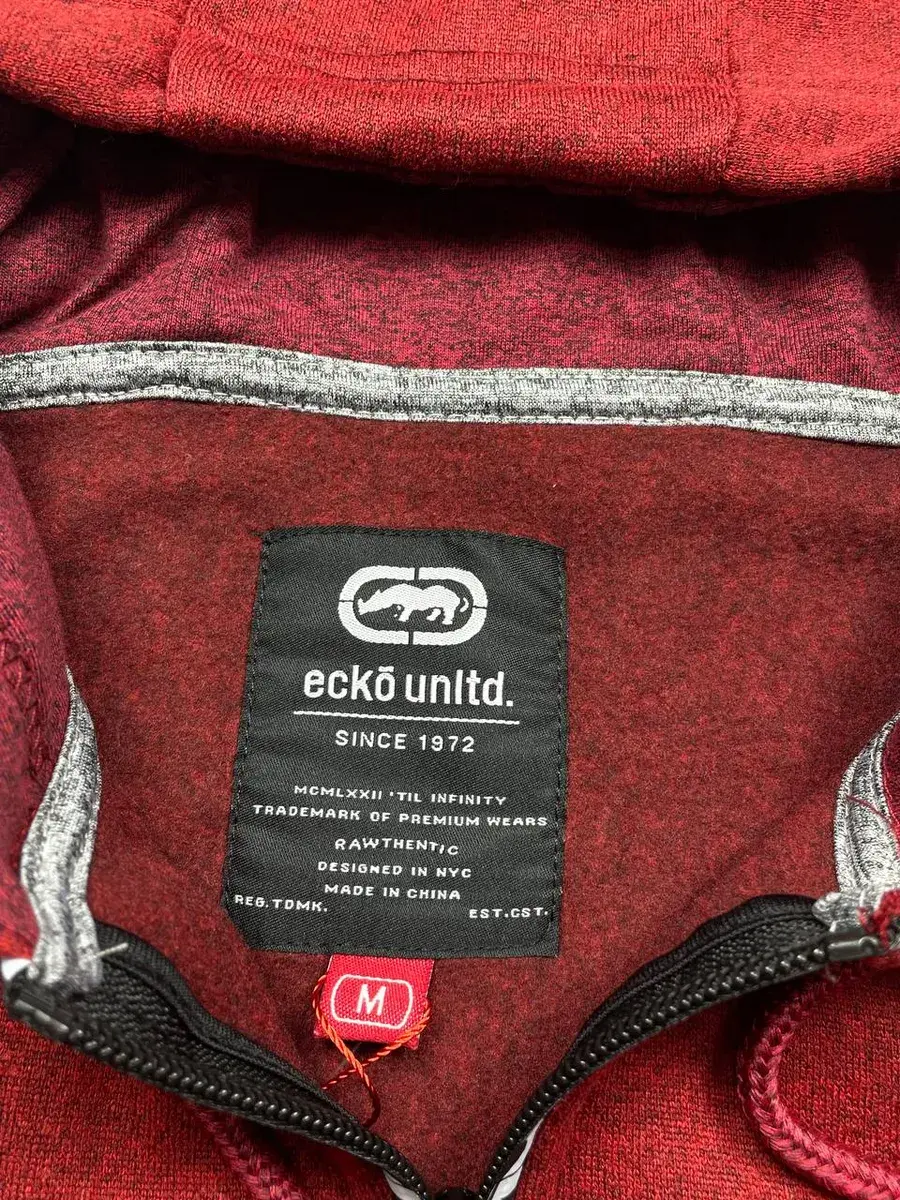 eckō unltd.
SINCE 1972
MCMLXXII 'TIL INFINITY
TRADEMARK OF PREMIUM WEARS
RAWTHENTIC
DESIGNED IN NYC
MADE IN CHINA
REG.TDMK. EST.CST.
M